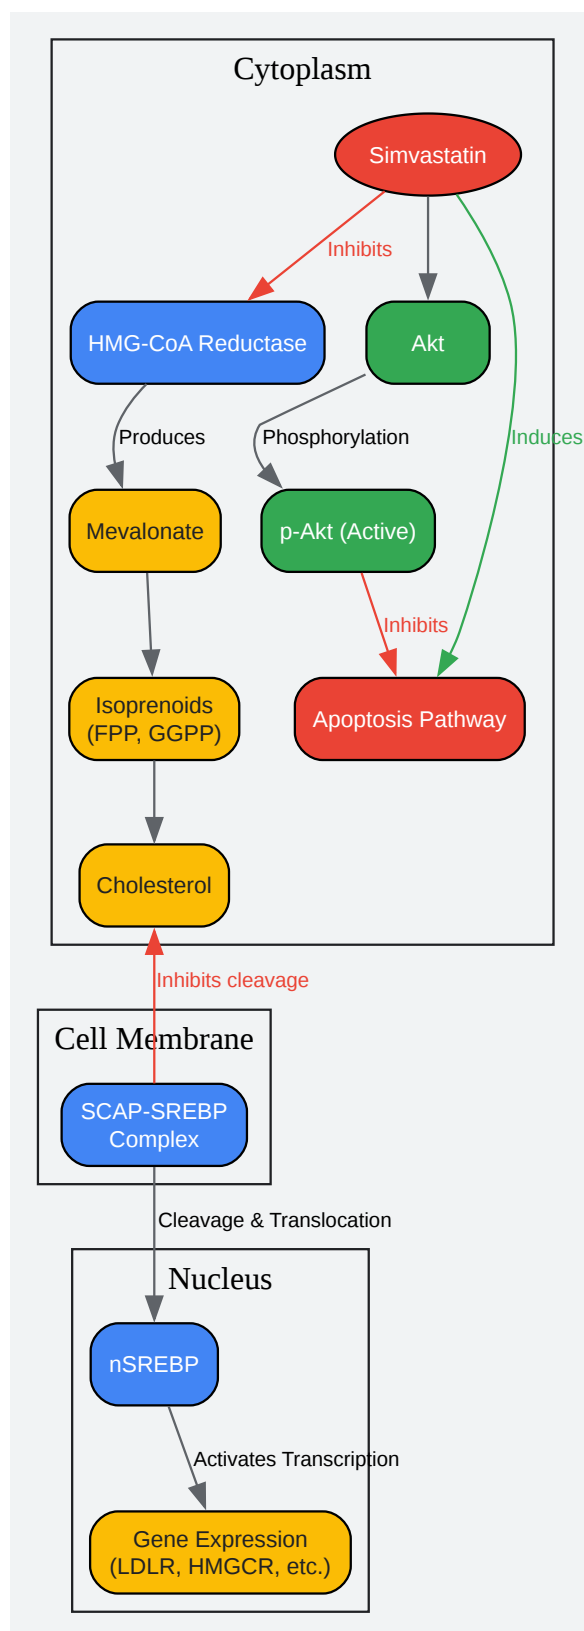 Cytoplasm
Simvastatin
Inhibits
HMG-CoA Reductase
Akt
Produces
Phosphorylation
Induces
Mevalonate
p-Akt (Active)
Inhibits
Isoprenoids
(FPP, GGPP)
Apoptosis Pathway
Cholesterol
Inhibits cleavage
Cell Membrane
SCAP-SREBP
Complex
Cleavage & Translocation
Nucleus
nSREBP
Activates Transcription
Gene Expression
(LDLR, HMGCR, etc.)